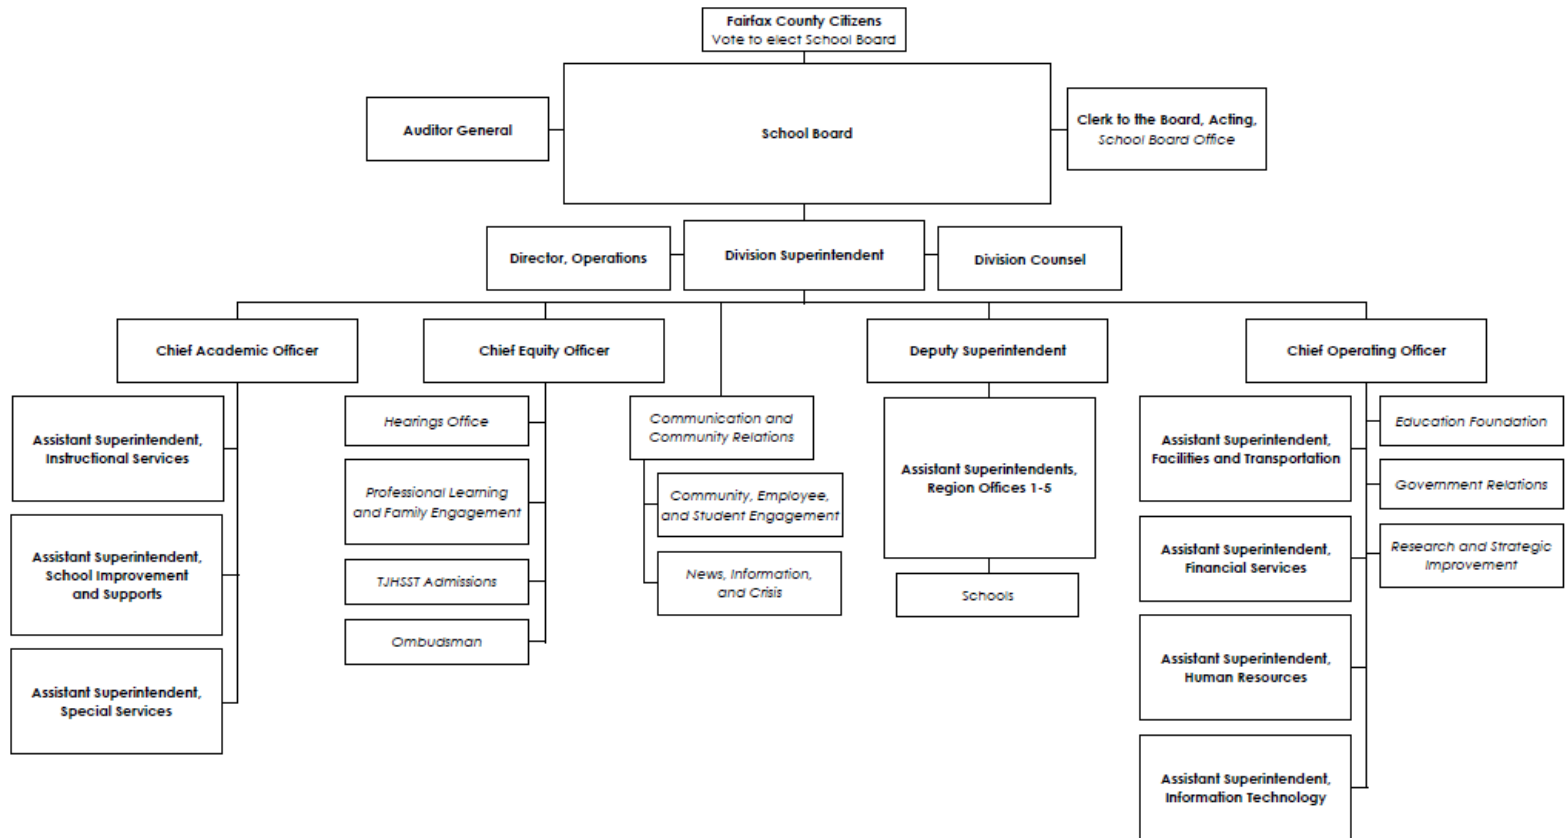 Fairfax County Citizens
Vote to elect School Board
Auditor General
School Board
Clerk to the Board, Acting,
School Board Office
Director, Operations
Division Superintendent
Division Counsel
Chief Academic Officer
Chief Equity Officer
Deputy Superintendent
Chief Operating Officer
Assistant Superintendent,
Instructional Services
Assistant Superintendent,
School Improvement
and Supports
Assistant Superintendent,
Special Services
Hearings Office
Professional Learning
and Family Engagement
TJHSST Admissions
Ombudsman
Communication and
Community Relations
Community, Employee,
and Student Engagement
News, Information,
and Crisis
Assistant Superintendents,
Region Offices 1-5
Schools
Assistant Superintendent,
Facilities and Transportation
Assistant Superintendent,
Financial Services
Assistant Superintendent,
Human Resources
Assistant Superintendent,
Information Technology
Education Foundation
Government Relations
Research and Strategic
Improvement